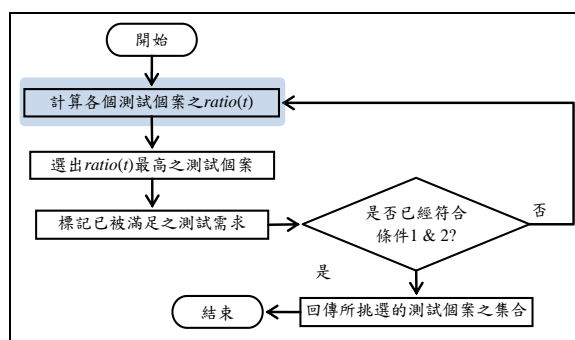 開始
計算各個測試個案之ratio(t)
選出ratio(t)最高之測試個案
標記已被滿足之測試需求
是否已經符合
條件1 & 2?
否
是
回傳所挑選的測試個案之集合
結束